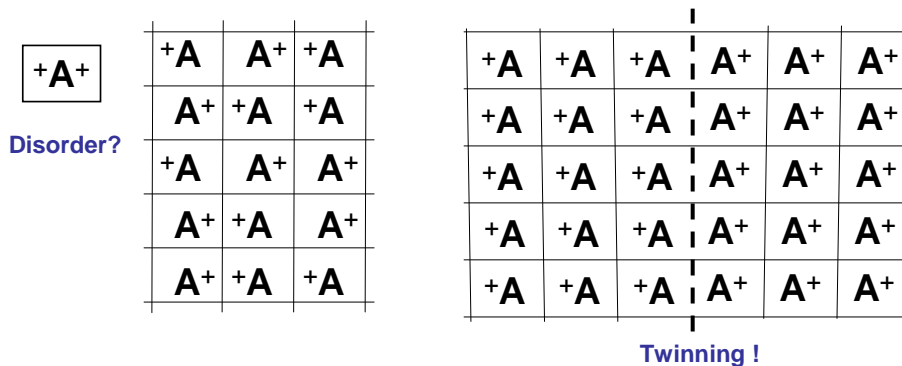 ⁺A⁺
Disorder?
⁺A A⁺ ⁺A
A⁺ ⁺A ⁺A
⁺A A⁺ A⁺
A⁺ ⁺A A⁺
A⁺ ⁺A ⁺A
⁺A ⁺A ⁺A A⁺ A⁺ A⁺
⁺A ⁺A ⁺A A⁺ A⁺ A⁺
⁺A ⁺A ⁺A A⁺ A⁺ A⁺
⁺A ⁺A ⁺A A⁺ A⁺ A⁺
⁺A ⁺A ⁺A A⁺ A⁺ A⁺
Twinning !